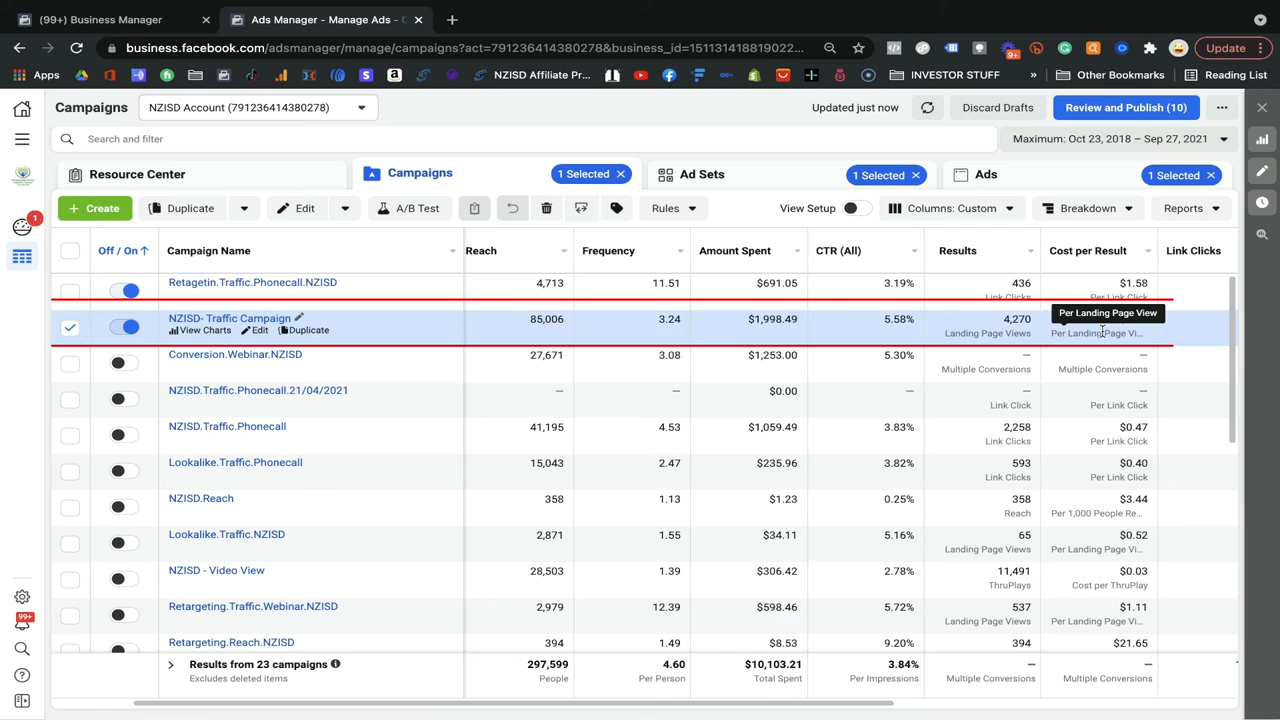 (99+) Business Manager
Ads Manager - Manage Ads - C
business.facebook.com/adsmanager/manage/campaigns?act=791236414380278&business_id=151131418819022...
9+
Update
Apps
NZISD Affiliate Pr...
INVESTOR STUFF
»
Other Bookmarks
Reading List
Campaigns
NZISD Account (791236414380278)
Updated just now
Discard Drafts
Review and Publish (10)
Search and filter
Maximum: Oct 23, 2018 – Sep 27, 2021
Resource Center
Campaigns
1 Selected
Ad Sets
1 Selected
Ads
1 Selected
+ Create
Duplicate
Edit
A/B Test
Rules
View Setup
Columns: Custom
Breakdown
Reports
1
Off / On
Campaign Name
Reach
Frequency
Amount Spent
CTR (All)
Results
Cost per Result
Link Clicks
Retagetin.Traffic.Phonecall.NZISD
4,713
11.51
$691.05
3.19%
436
$1.58
Link Clicks
Per Link Click
NZISD- Traffic Campaign
85,006
3.24
$1,998.49
5.58%
4,270
Per Landing Page View
View Charts
Edit
Duplicate
Landing Page Views
Per Landing Page Vi...
Conversion.Webinar.NZISD
27,671
3.08
$1,253.00
5.30%
—
—
Multiple Conversions
Multiple Conversions
NZISD.Traffic.Phonecall.21/04/2021
—
—
$0.00
—
—
—
Link Click
Per Link Click
NZISD.Traffic.Phonecall
41,195
4.53
$1,059.49
3.83%
2,258
$0.47
Link Clicks
Per Link Click
Lookalike.Traffic.Phonecall
15,043
2.47
$235.96
3.82%
593
$0.40
Link Clicks
Per Link Click
NZISD.Reach
358
1.13
$1.23
0.25%
358
$3.44
Reach
Per 1,000 People Re...
Lookalike.Traffic.NZISD
2,871
1.55
$34.11
5.16%
65
$0.52
Landing Page Views
Per Landing Page Vi...
NZISD - Video View
28,503
1.39
$306.42
2.78%
11,491
$0.03
ThruPlays
Cost per ThruPlay
Retargeting.Traffic.Webinar.NZISD
2,979
12.39
$598.46
5.72%
537
$1.11
Landing Page Views
Per Landing Page Vi...
Retargeting.Reach.NZISD
394
1.49
$8.53
9.20%
394
$21.65
99+
Results from 23 campaigns
297,599
4.60
$10,103.21
3.84%
—
—
Excludes deleted items
People
Per Person
Total Spent
Per Impressions
Multiple Conversions
Multiple Conversions